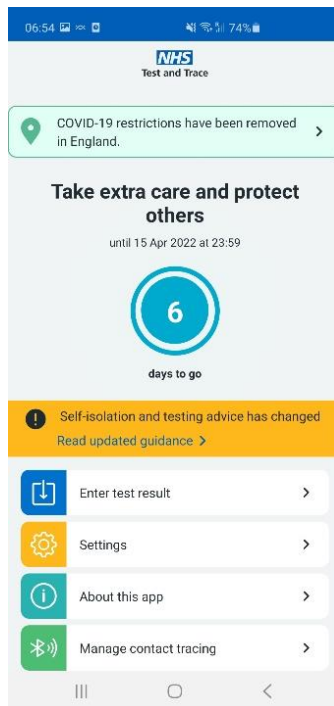 06:54 74%
NHS
Test and Trace
COVID-19 restrictions have been removed
in England.
Take extra care and protect
others
until 15 Apr 2022 at 23:59
6
days to go
Self-isolation and testing advice has changed
Read updated guidance
Enter test result
Settings
About this app
Manage contact tracing